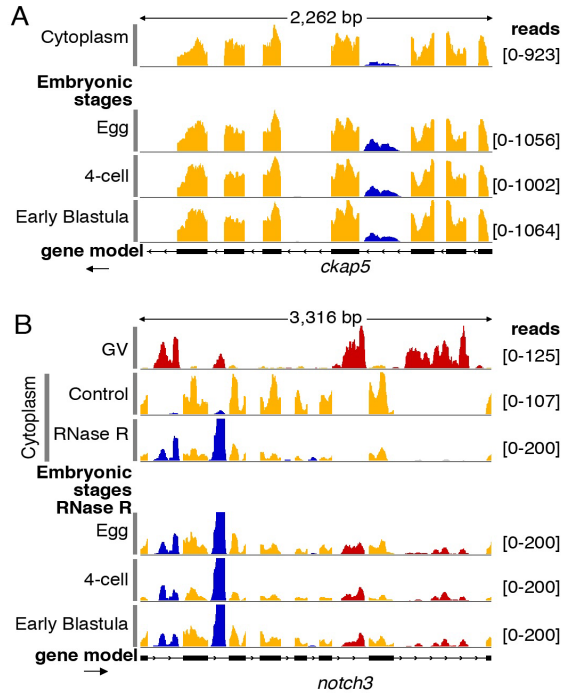 A
2,262 bp
reads
Cytoplasm
[0-923]
Embryonic
stages
Egg
[0-1056]
4-cell
[0-1002]
Early Blastula
[0-1064]
gene model
ckap5
B
3,316 bp
reads
GV
[0-125]
Cytoplasm
Control
[0-107]
RNase R
[0-200]
Embryonic
stages
RNase R
Egg
[0-200]
4-cell
[0-200]
Early Blastula
[0-200]
gene model
notch3